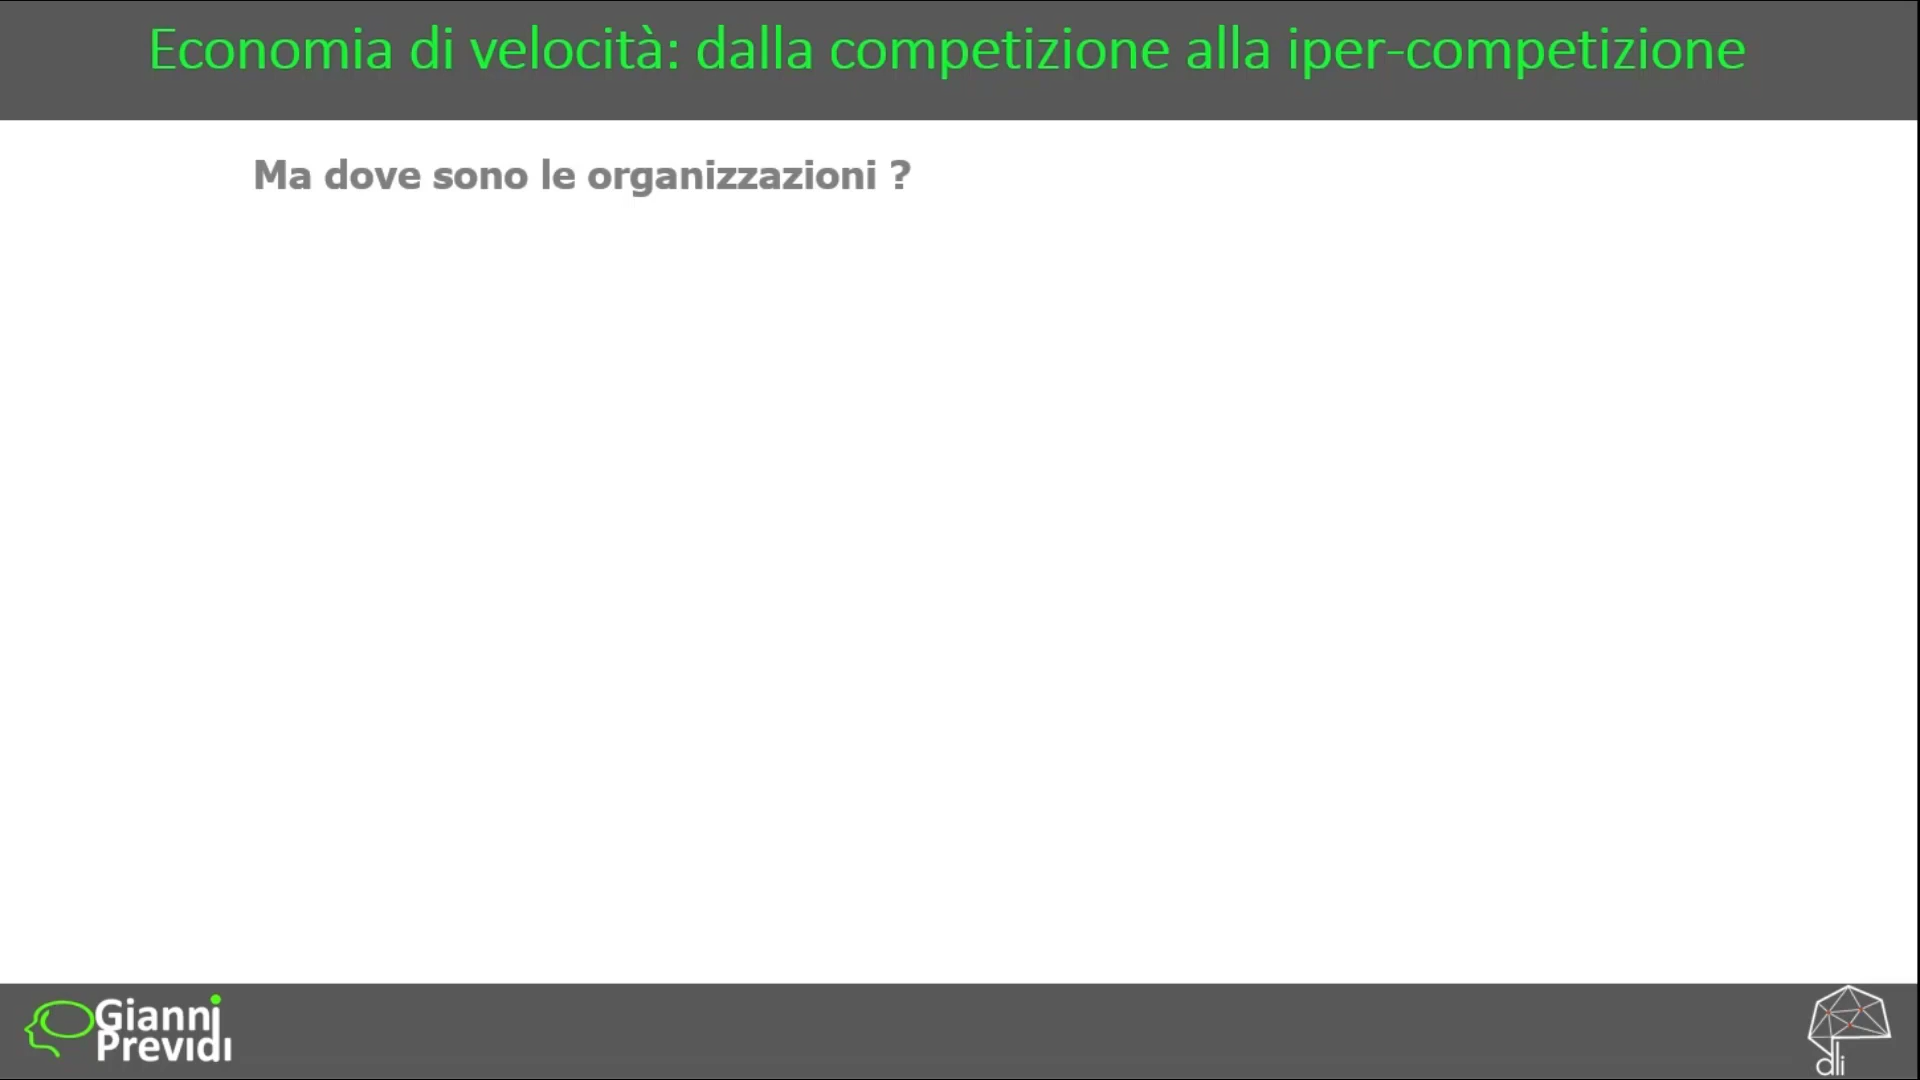 Economia di velocità: dalla competizione alla iper-competizione
Ma dove sono le organizzazioni ?
Gianni
Previdi
dli